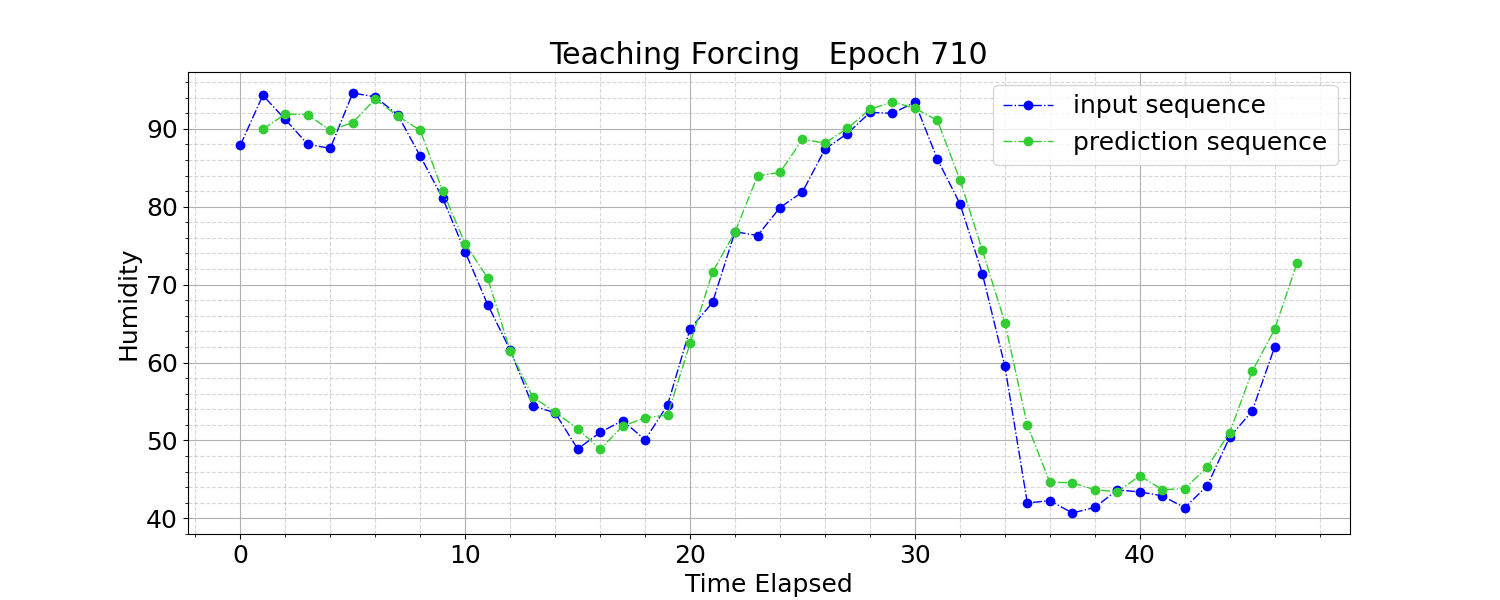 Teaching Forcing   Epoch 710
input sequence
prediction sequence
Humidity
90
80
70
60
50
40
0 10 20 30 40
Time Elapsed